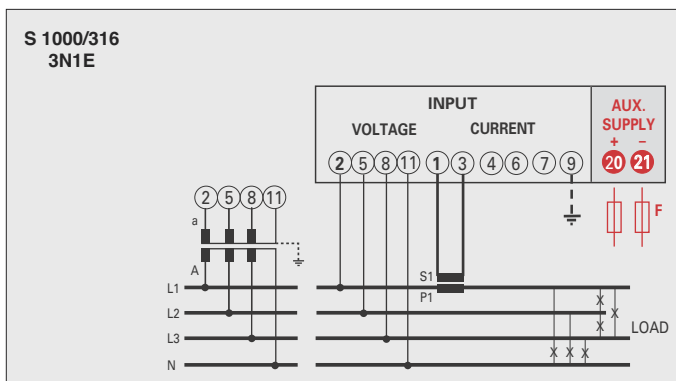 S 1000/316
3N1E
INPUT
AUX.
SUPPLY
VOLTAGE CURRENT
+ −
2 5 8 11 1 3 4 6 7 9 20 21
2 5 8 11
F
a
A
S1
P1
L1
L2
L3
LOAD
N